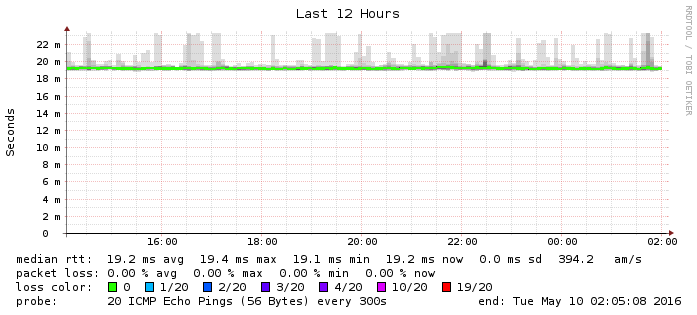 Last 12 Hours
RRDTOOL / TOBI OETIKER
Seconds
22 m
20 m
18 m
16 m
14 m
12 m
10 m
8 m
6 m
4 m
2 m
0
16:00 18:00 20:00 22:00 00:00 02:00
median rtt: 19.2 ms avg 19.4 ms max 19.1 ms min 19.2 ms now 0.0 ms sd 394.2 am/s
packet loss: 0.00 % avg 0.00 % max 0.00 % min 0.00 % now
loss color: 0 1/20 2/20 3/20 4/20 10/20 19/20
probe: 20 ICMP Echo Pings (56 Bytes) every 300s end: Tue May 10 02:05:08 2016